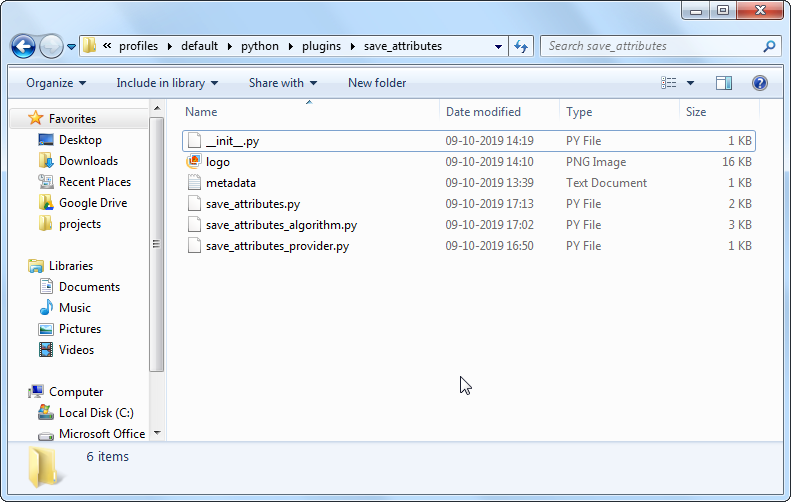 « profiles ▸ default ▸ python ▸ plugins ▸ save_attributes
Search save_attributes
Organize Include in library Share with New folder
Favorites
Desktop
Downloads
Recent Places
Google Drive
projects
Libraries
Documents
Music
Pictures
Videos
Computer
Local Disk (C:)
Microsoft Office
Name Date modified Type Size
__init__.py 09-10-2019 14:19 PY File 1 KB
logo 09-10-2019 14:10 PNG Image 16 KB
metadata 09-10-2019 13:39 Text Document 1 KB
save_attributes.py 09-10-2019 17:13 PY File 2 KB
save_attributes_algorithm.py 09-10-2019 17:02 PY File 3 KB
save_attributes_provider.py 09-10-2019 16:50 PY File 1 KB
6 items